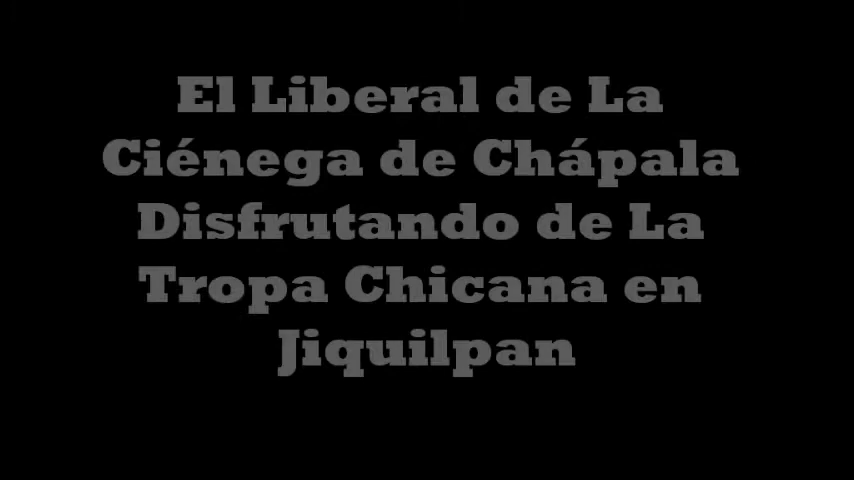 El Liberal de La
Ciénega de Chápala
Disfrutando de La
Tropa Chicana en
Jiquilpan